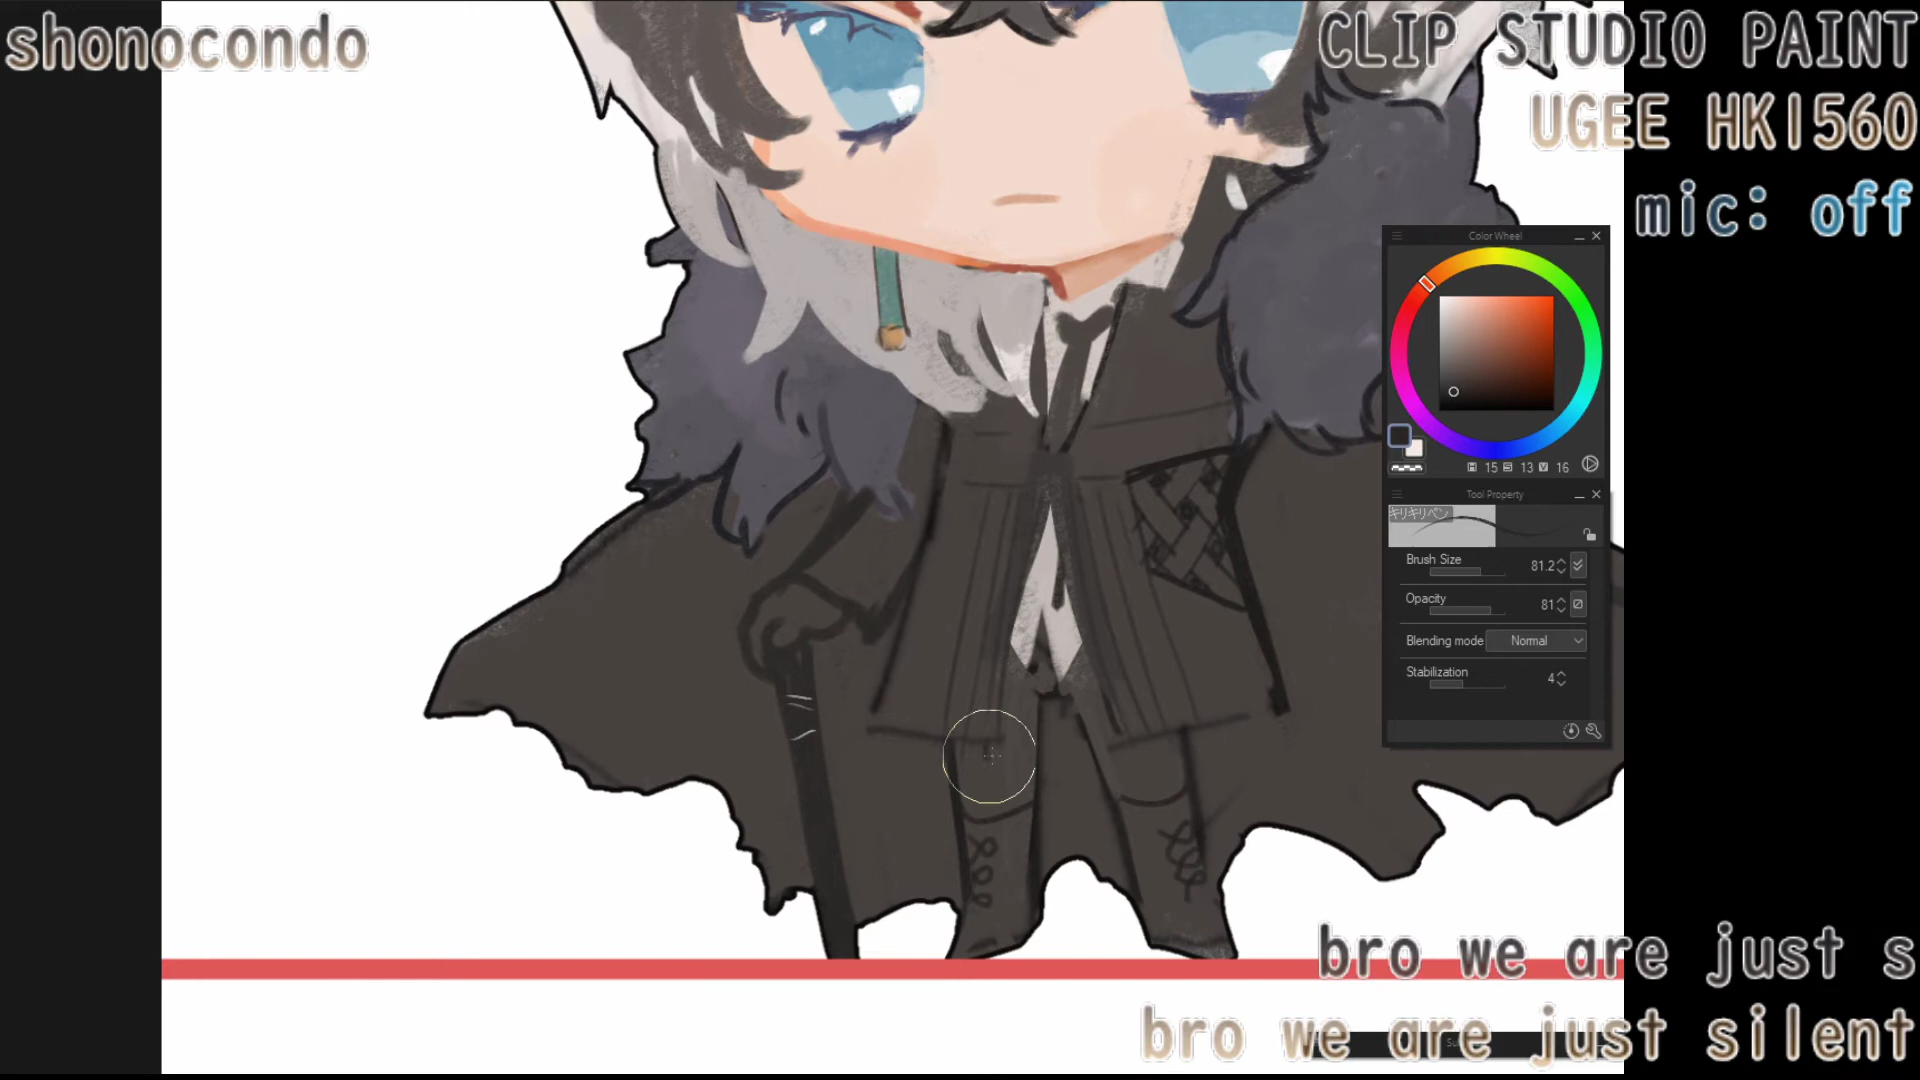 shonocondo
CLIP STUDIO PAINT
UGEE HK1560
mic: off
Color Wheel
H 15 S 13 V 16
Tool Property
キリキリペン
Brush Size 81.2
Opacity 81
Blending mode Normal
Stabilization 4
bro we are just s
bro we are just silent